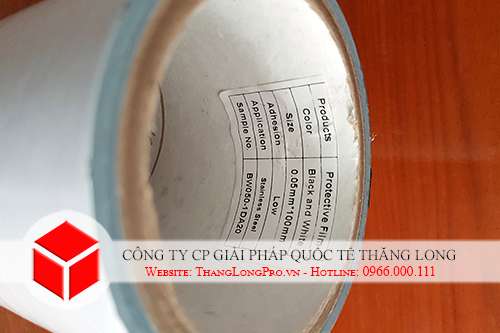 Products Protective Film
Color Black and White
Size 0.05mm*100mm
Adhesion Low
Application Stainless Steel
Sample No. BW050-1DA20
CÔNG TY CP GIẢI PHÁP QUỐC TẾ THĂNG LONG
Website: ThangLongPro.vn - Hotline: 0966.000.111